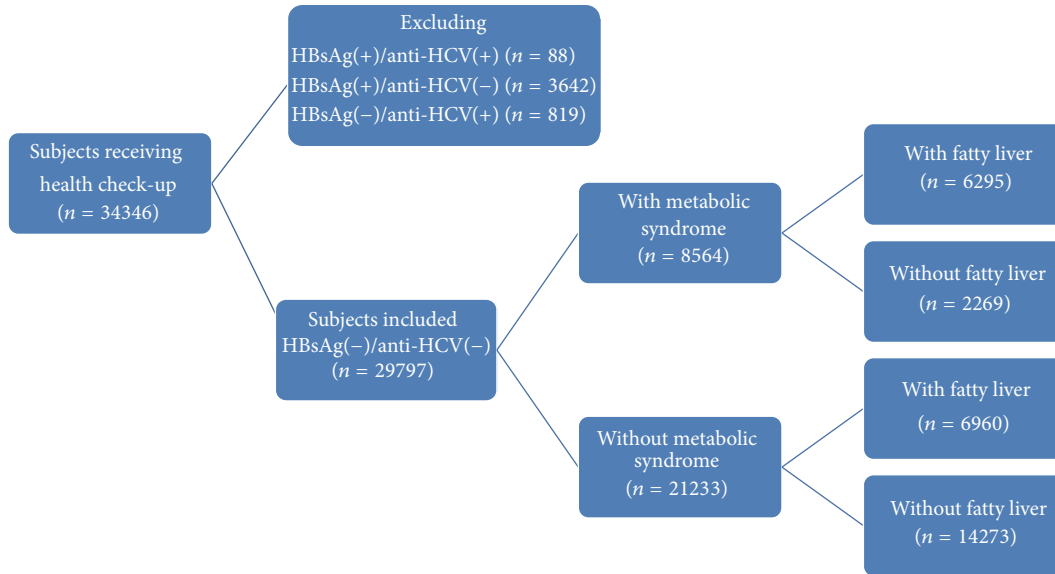 Excluding
HBsAg(+)/anti-HCV(+) (n = 88)
HBsAg(+)/anti-HCV(−) (n = 3642)
HBsAg(−)/anti-HCV(+) (n = 819)
Subjects receiving
health check-up
(n = 34346)
Subjects included
HBsAg(−)/anti-HCV(−)
(n = 29797)
With metabolic
syndrome
(n = 8564)
Without metabolic
syndrome
(n = 21233)
With fatty liver
(n = 6295)
Without fatty liver
(n = 2269)
With fatty liver
(n = 6960)
Without fatty liver
(n = 14273)